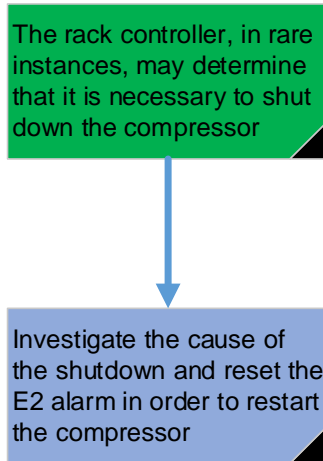 The rack controller, in rare
instances, may determine
that it is necessary to shut
down the compressor
Investigate the cause of
the shutdown and reset the
E2 alarm in order to restart
the compressor